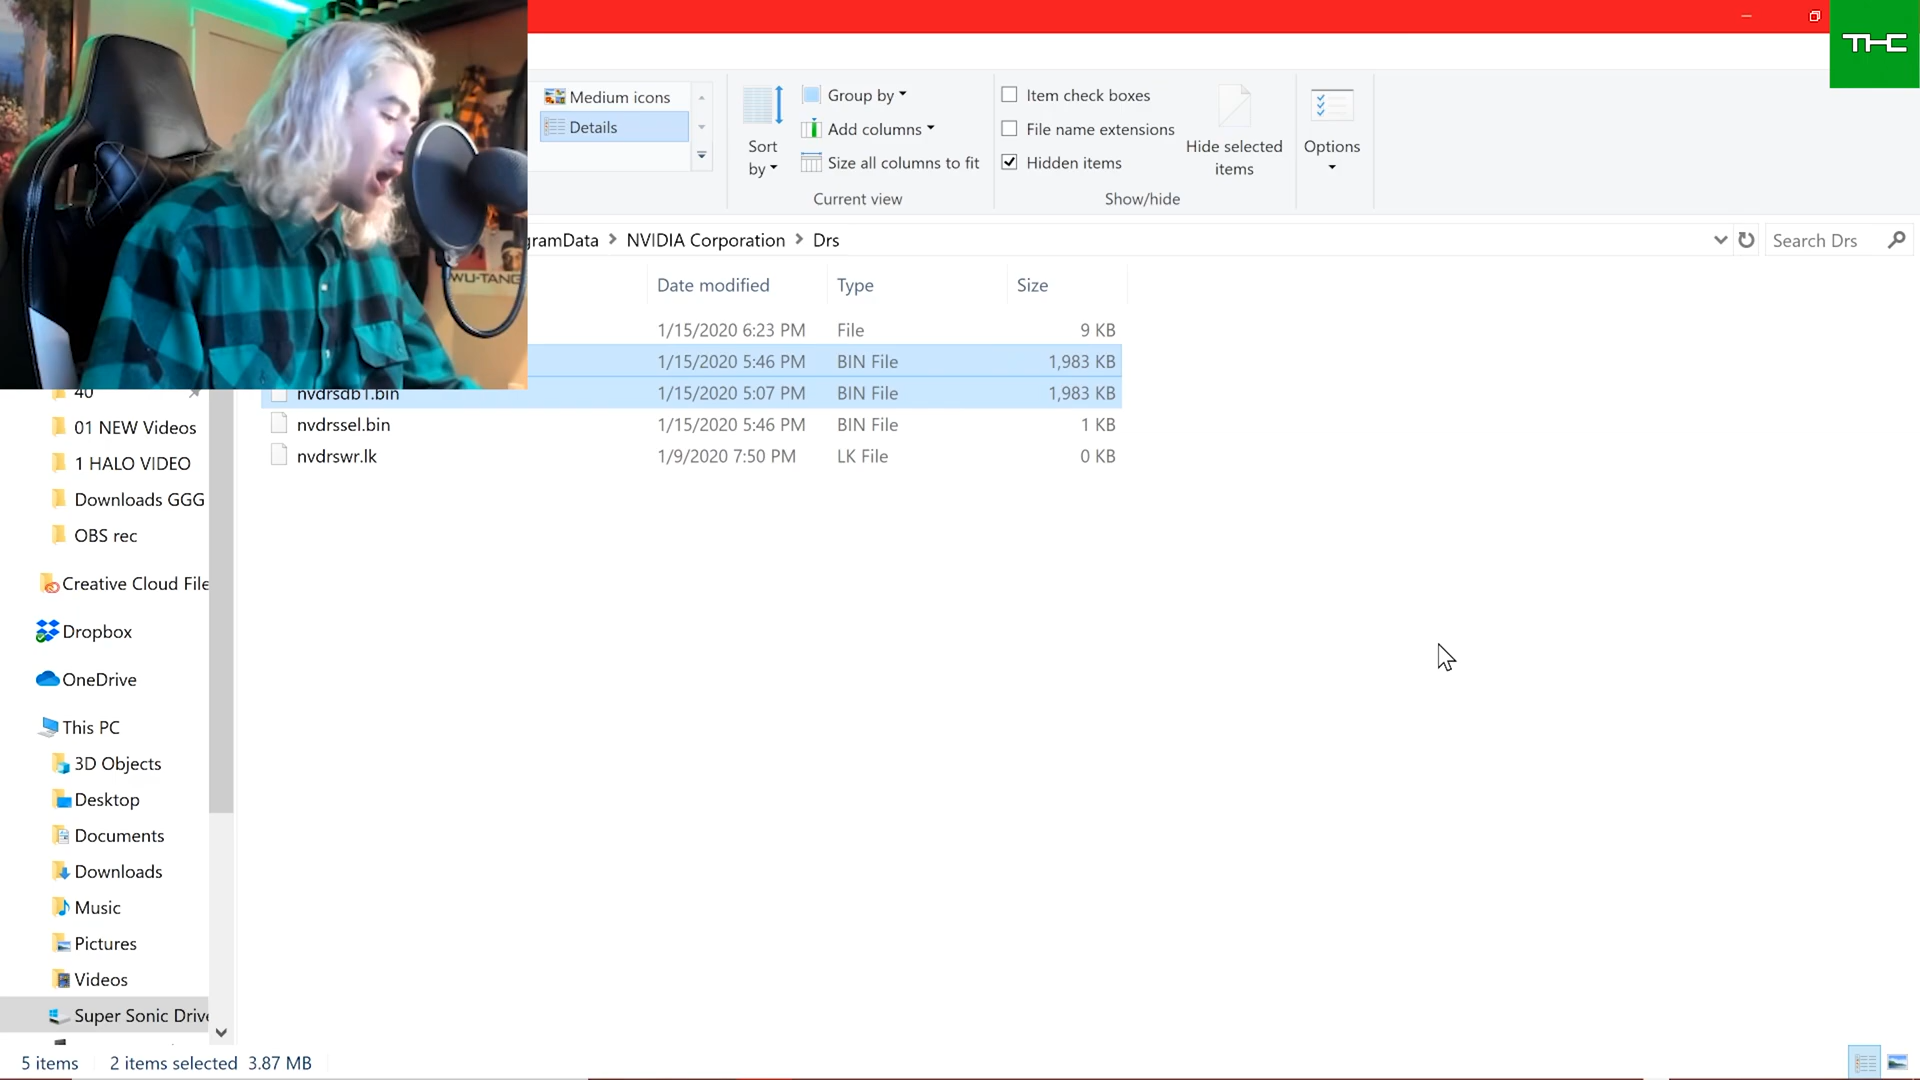 THC
Medium icons
Details
Sort by
Group by
Add columns
Size all columns to fit
Current view
Item check boxes
File name extensions
Hidden items
Hide selected items
Show/hide
Options
WU-TANG
gramData > NVIDIA Corporation > Drs
Search Drs
Date modified Type Size
1/15/2020 6:23 PM File 9 KB
1/15/2020 5:46 PM BIN File 1,983 KB
nvdrsdb1.bin 1/15/2020 5:07 PM BIN File 1,983 KB
nvdrssel.bin 1/15/2020 5:46 PM BIN File 1 KB
nvdrswr.lk 1/9/2020 7:50 PM LK File 0 KB
40
01 NEW Videos
1 HALO VIDEO
Downloads GGG
OBS rec
Creative Cloud File
Dropbox
OneDrive
This PC
3D Objects
Desktop
Documents
Downloads
Music
Pictures
Videos
Super Sonic Drive
5 items 2 items selected 3.87 MB